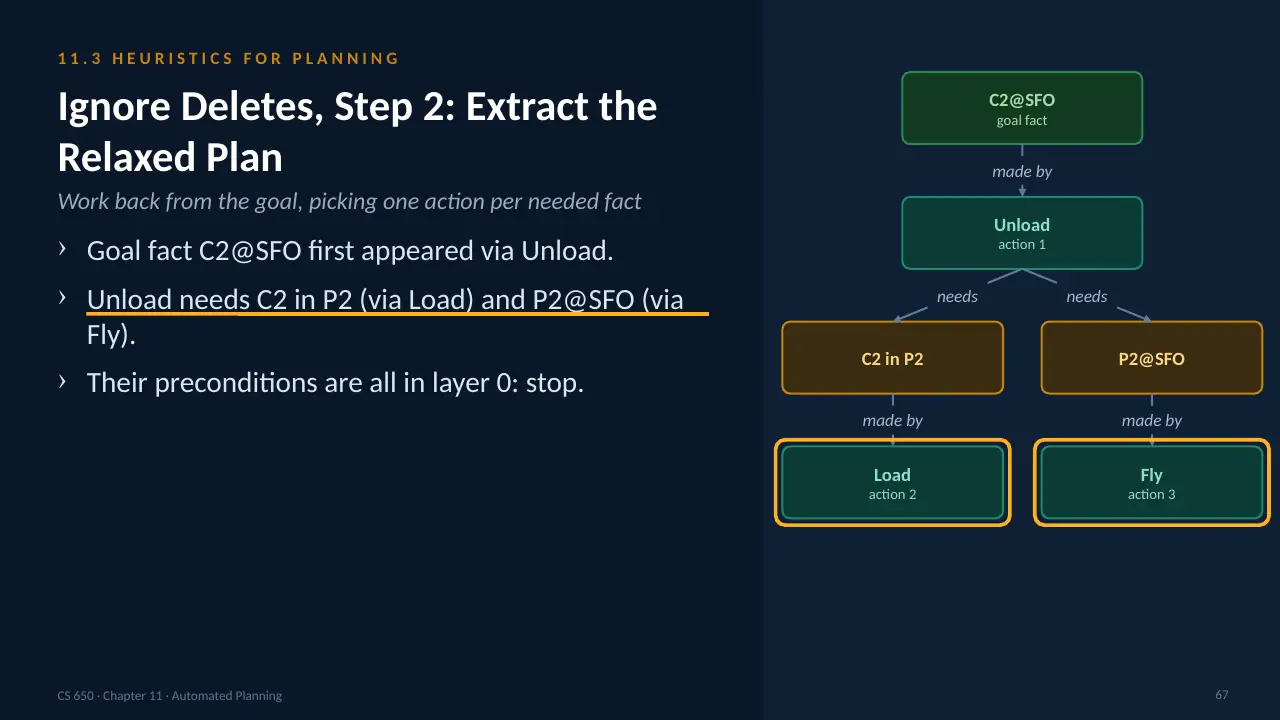 11.3 HEURISTICS FOR PLANNING
Ignore Deletes, Step 2: Extract the
Relaxed Plan
Work back from the goal, picking one action per needed fact
› Goal fact C2@SFO first appeared via Unload.
› Unload needs C2 in P2 (via Load) and P2@SFO (via
Fly).
› Their preconditions are all in layer 0: stop.
C2@SFO
goal fact
made by
Unload
action 1
needs needs
C2 in P2 P2@SFO
made by made by
Load Fly
action 2 action 3
CS 650 · Chapter 11 · Automated Planning
67